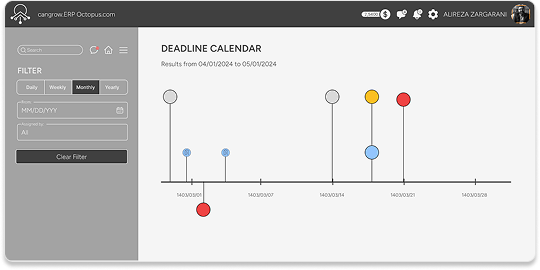 cangrow.ERP Octopus.com
ALIREZA ZARGARANI
Search
FILTER
Daily
Weekly
Monthly
Yearly
From
MM/DD/YYY
Assigned to
All
Clear Filter
DEADLINE CALENDAR
Results from 04/01/2024 to 05/01/2024
1403/03/01
1403/03/07
1403/03/14
1403/03/21
1403/03/28